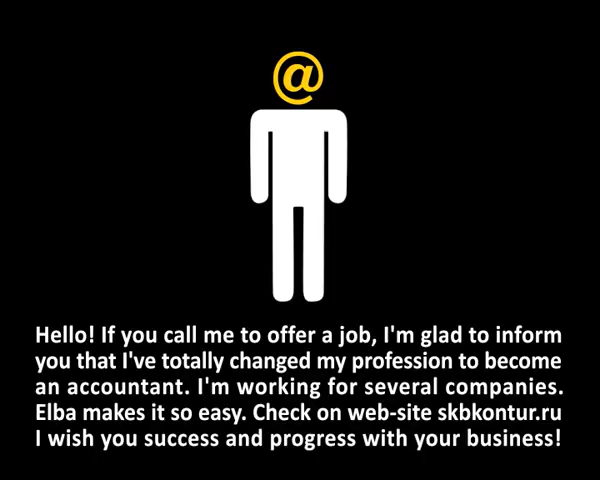 @
Hello! If you call me to offer a job, I'm glad to inform
you that I've totally changed my profession to become
an accountant. I'm working for several companies.
Elba makes it so easy. Check on web-site skbkontur.ru
I wish you success and progress with your business!